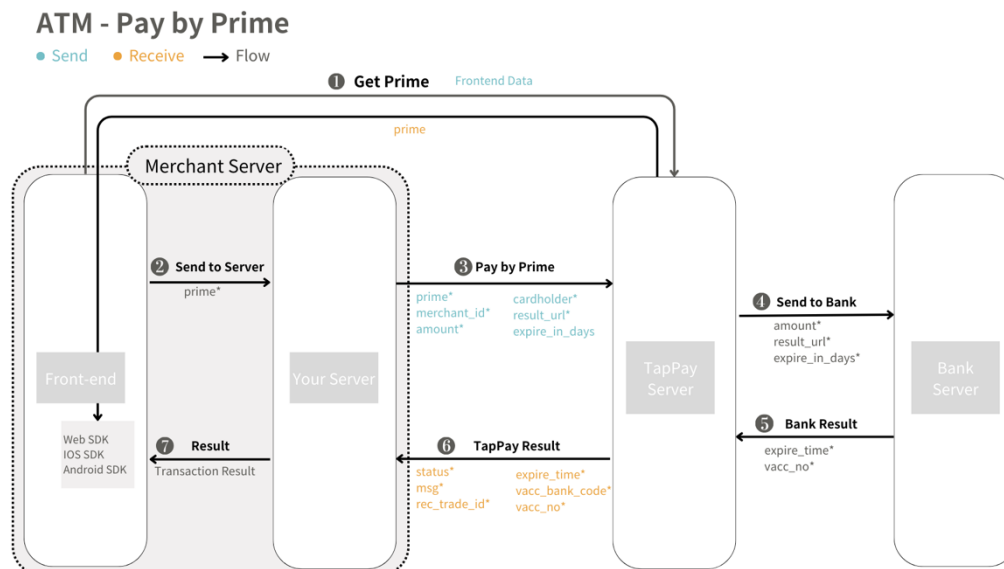 ATM - Pay by Prime
Send Receive Flow
1 Get Prime Frontend Data
prime
Merchant Server
2 Send to Server
prime*
3 Pay by Prime
prime* cardholder*
merchant_id* result_url*
amount* expire_in_days
4 Send to Bank
amount*
result_url*
expire_in_days*
Front-end
Your Server
TapPay
Server
Bank
Server
5 Bank Result
expire_time*
vacc_no*
Web SDK
IOS SDK
Android SDK
7 Result
Transaction Result
6 TapPay Result
status* expire_time*
msg* vacc_bank_code*
rec_trade_id* vacc_no*